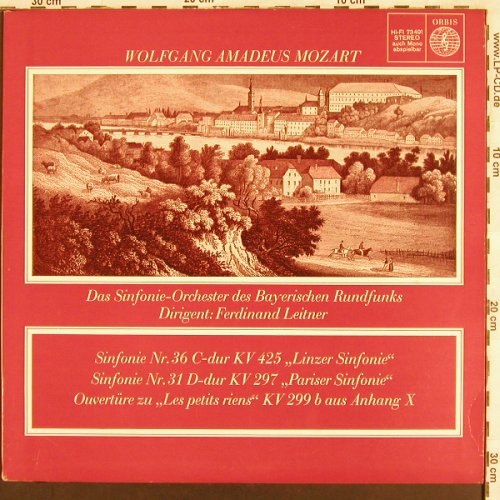 30 cm
20 cm
10 cm
WOLFGANG AMADEUS MOZART
Hi-Fi 73401
STEREO
auch Mono
abspielbar
ORBIS
www.LP-CD.de
10 cm
Das Sinfonie-Orchester des Bayerischen Rundfunks
Dirigent: Ferdinand Leitner
20 cm
Sinfonie Nr. 36 C-dur KV 425 „Linzer Sinfonie“
Sinfonie Nr. 31 D-dur KV 297 „Pariser Sinfonie“
Ouvertüre zu „Les petits riens“ KV 299 b aus Anhang X
30 cm